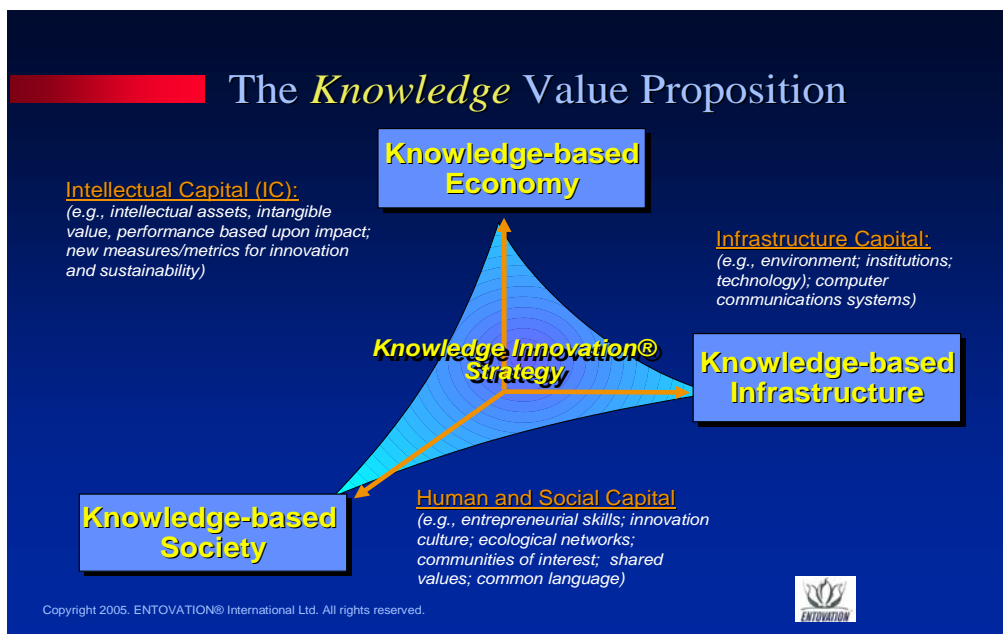 The Knowledge Value Proposition
Knowledge-based
Economy
Intellectual Capital (IC):
(e.g., intellectual assets, intangible
value, performance based upon impact;
new measures/metrics for innovation
and sustainability)
Infrastructure Capital:
(e.g., environment; institutions;
technology); computer
communications systems)
Knowledge Innovation®
Strategy
Knowledge-based
Infrastructure
Knowledge-based
Society
Human and Social Capital
(e.g., entrepreneurial skills; innovation
culture; ecological networks;
communities of interest; shared
values; common language)
Copyright 2005. ENTOVATION® International Ltd. All rights reserved.
ENTOVATION